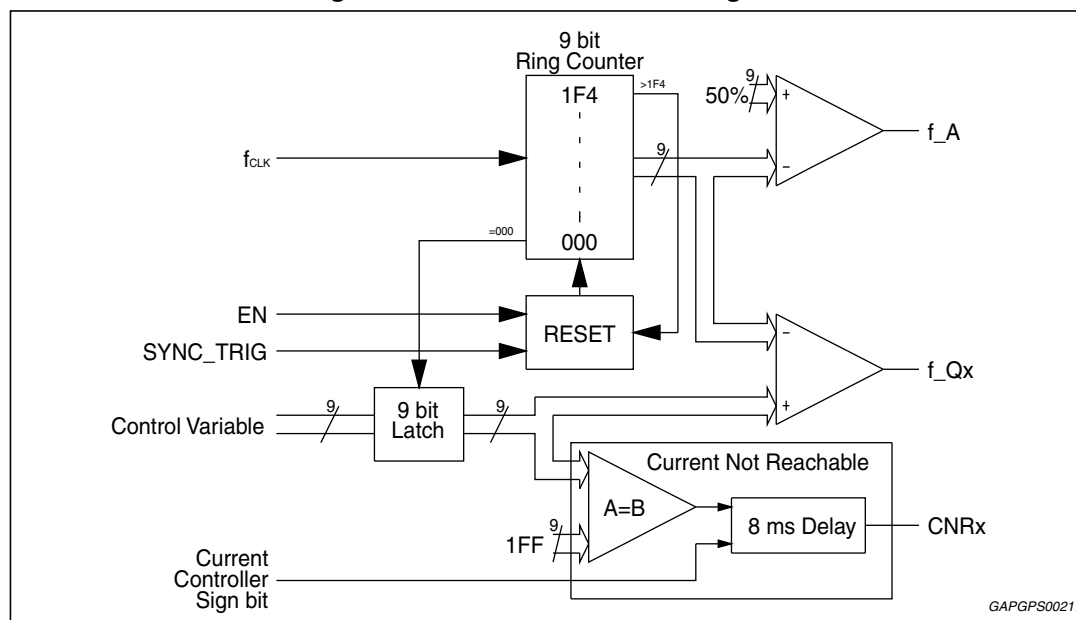 9 bit
Ring Counter
1F4
>1F4
9
50%
+
f_A
fCLK
9
−
=000
000
EN
RESET
SYNC_TRIG
−
f_Qx
+
Control Variable
9
9 bit
Latch
9
Current Not Reachable
A=B
8 ms Delay
CNRx
9
1FF
Current
Controller
Sign bit
GAPGPS0021